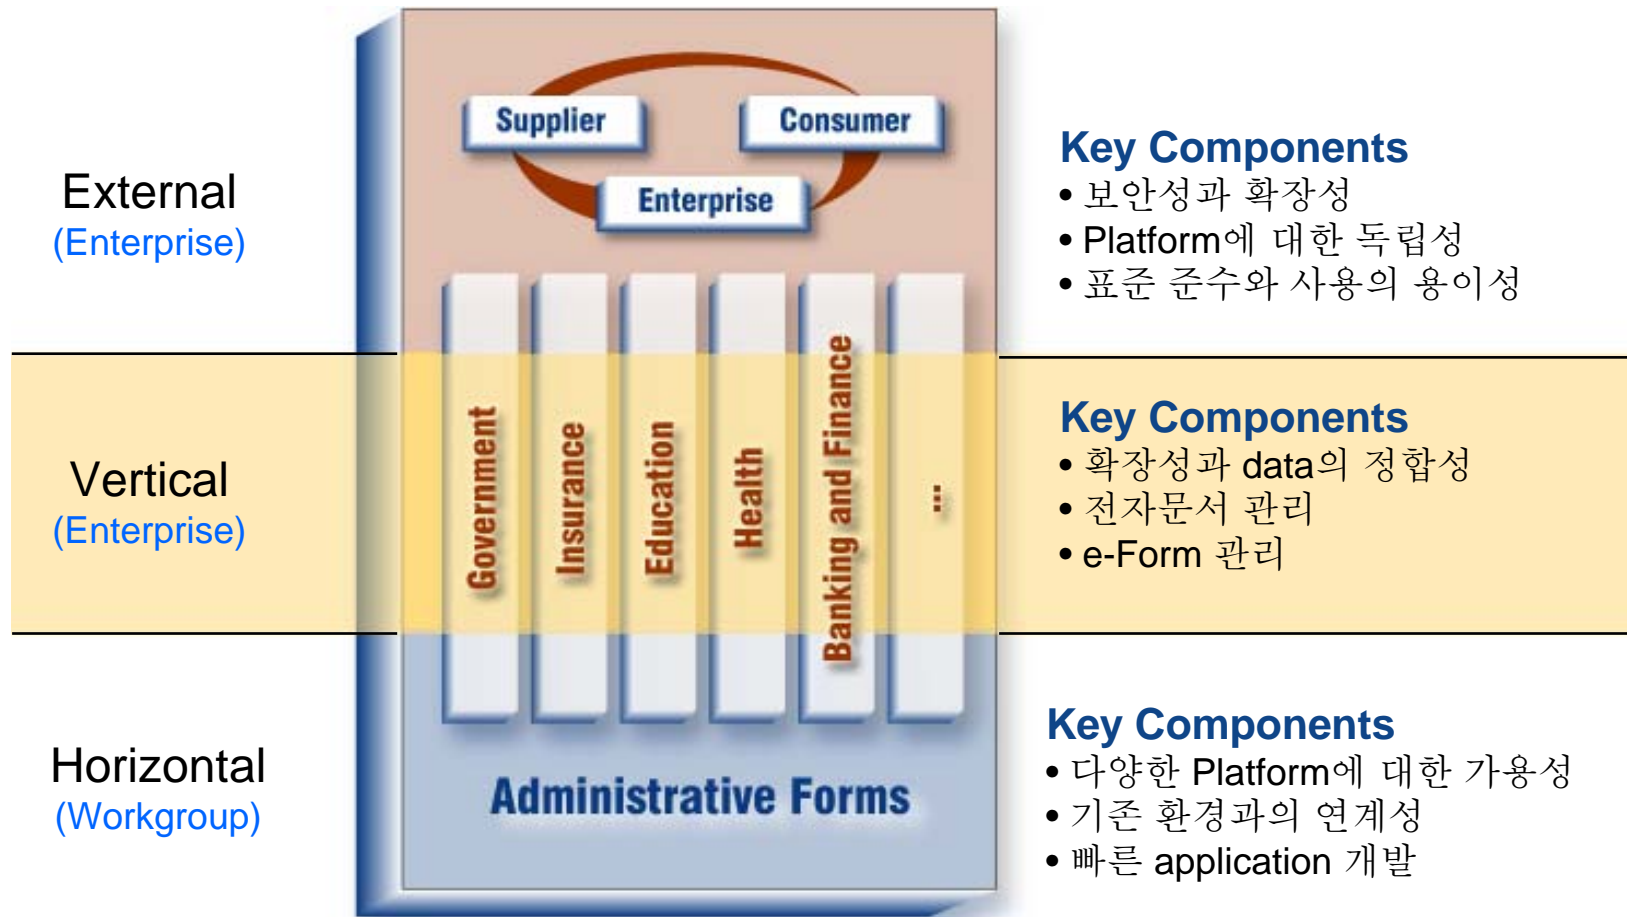 Supplier
Consumer
Enterprise
External
(Enterprise)
Key Components
• 보안성과 확장성
• Platform에 대한 독립성
• 표준 준수와 사용의 용이성
Vertical
(Enterprise)
Government
Insurance
Education
Health
Banking and Finance
...
Key Components
• 확장성과 data의 정합성
• 전자문서 관리
• e-Form 관리
Horizontal
(Workgroup)
Administrative Forms
Key Components
• 다양한 Platform에 대한 가용성
• 기존 환경과의 연계성
• 빠른 application 개발